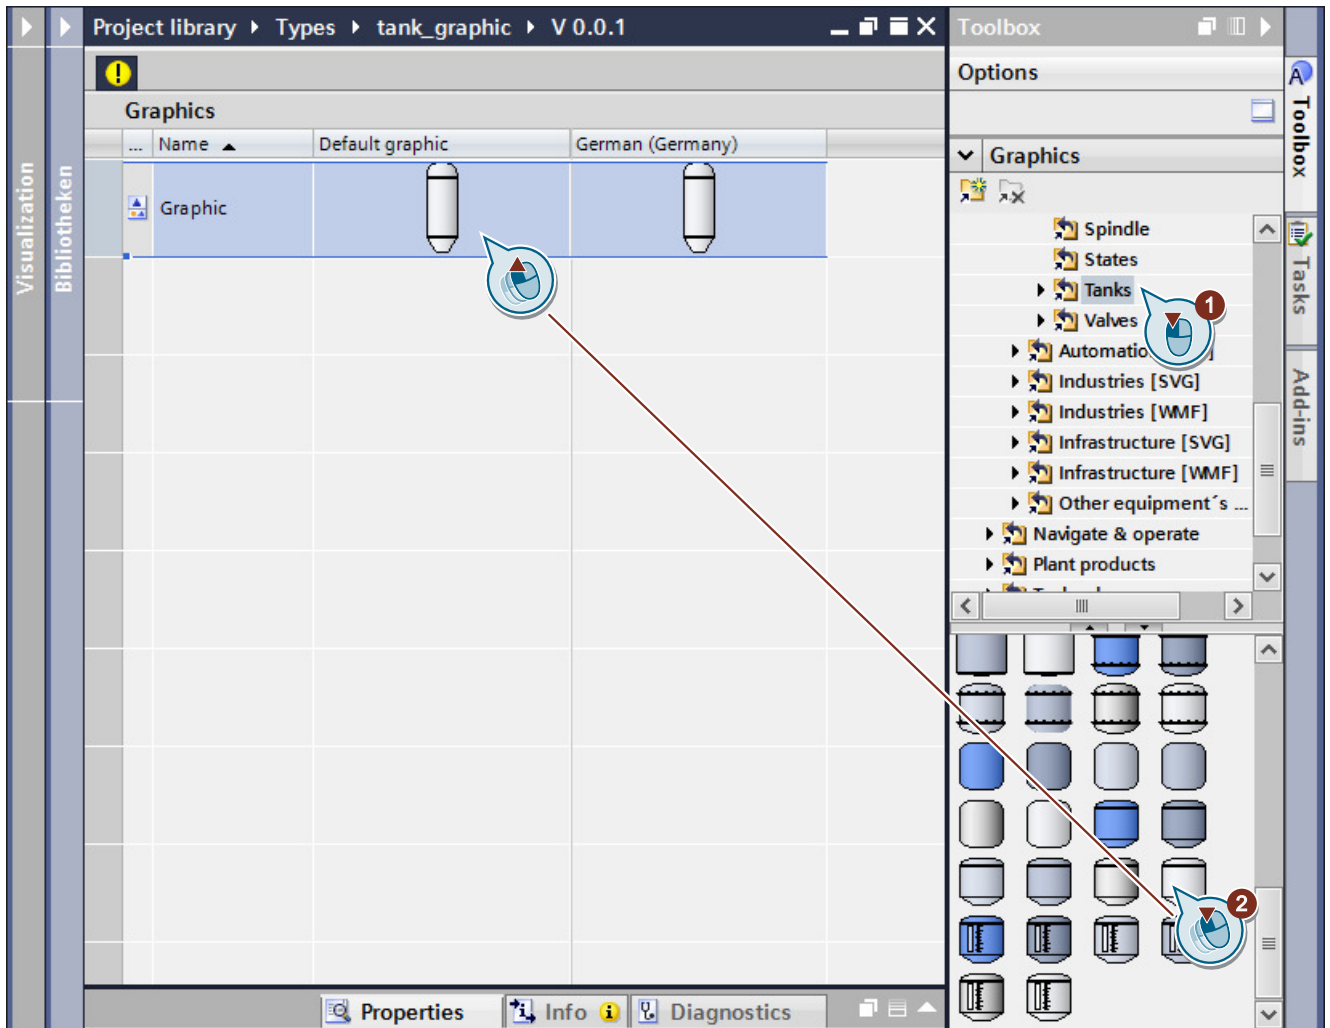 Project library Types tank_graphic V 0.0.1
Toolbox
Options
Graphics
... Name Default graphic German (Germany)
Graphic
Visualization
Bibliotheken
Graphics
Spindle
States
Tanks
1
Valves
Industries [SVG]
Industries [WMF]
Infrastructure [SVG]
Infrastructure [WMF]
Other equipment´s ...
Navigate & operate
Plant products
2
Toolbox
Tasks
Add-ins
Properties Info Diagnostics